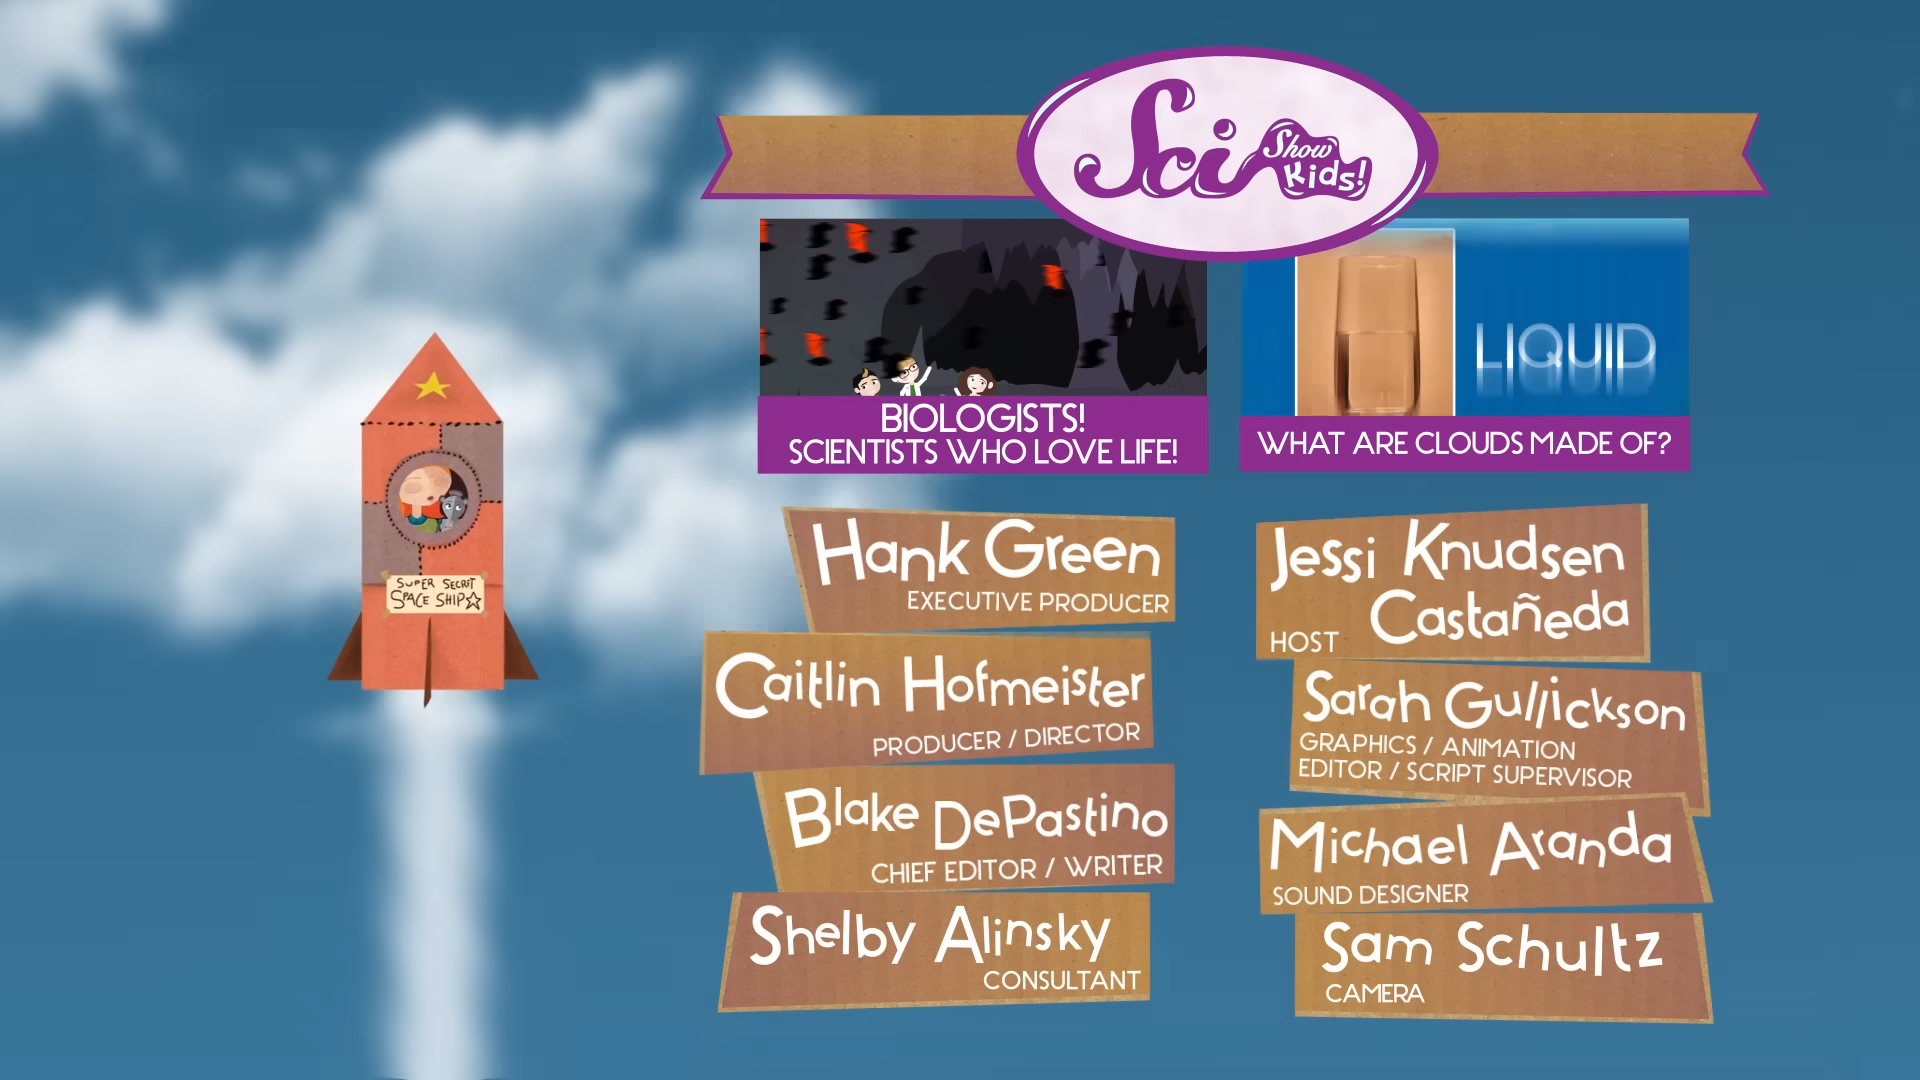 Sci Show Kids!
BIOLOGISTS!
SCIENTISTS WHO LOVE LIFE!
LIQUID
WHAT ARE CLOUDS MADE OF?
SUPER SECRET
SPACE SHIP
Hank Green
EXECUTIVE PRODUCER
Caitlin Hofmeister
PRODUCER / DIRECTOR
Blake DePastino
CHIEF EDITOR / WRITER
Shelby Alinsky
CONSULTANT
Jessi Knudsen
Castañeda
HOST
Sarah Gullickson
GRAPHICS / ANIMATION
EDITOR / SCRIPT SUPERVISOR
Michael Aranda
SOUND DESIGNER
Sam Schultz
CAMERA